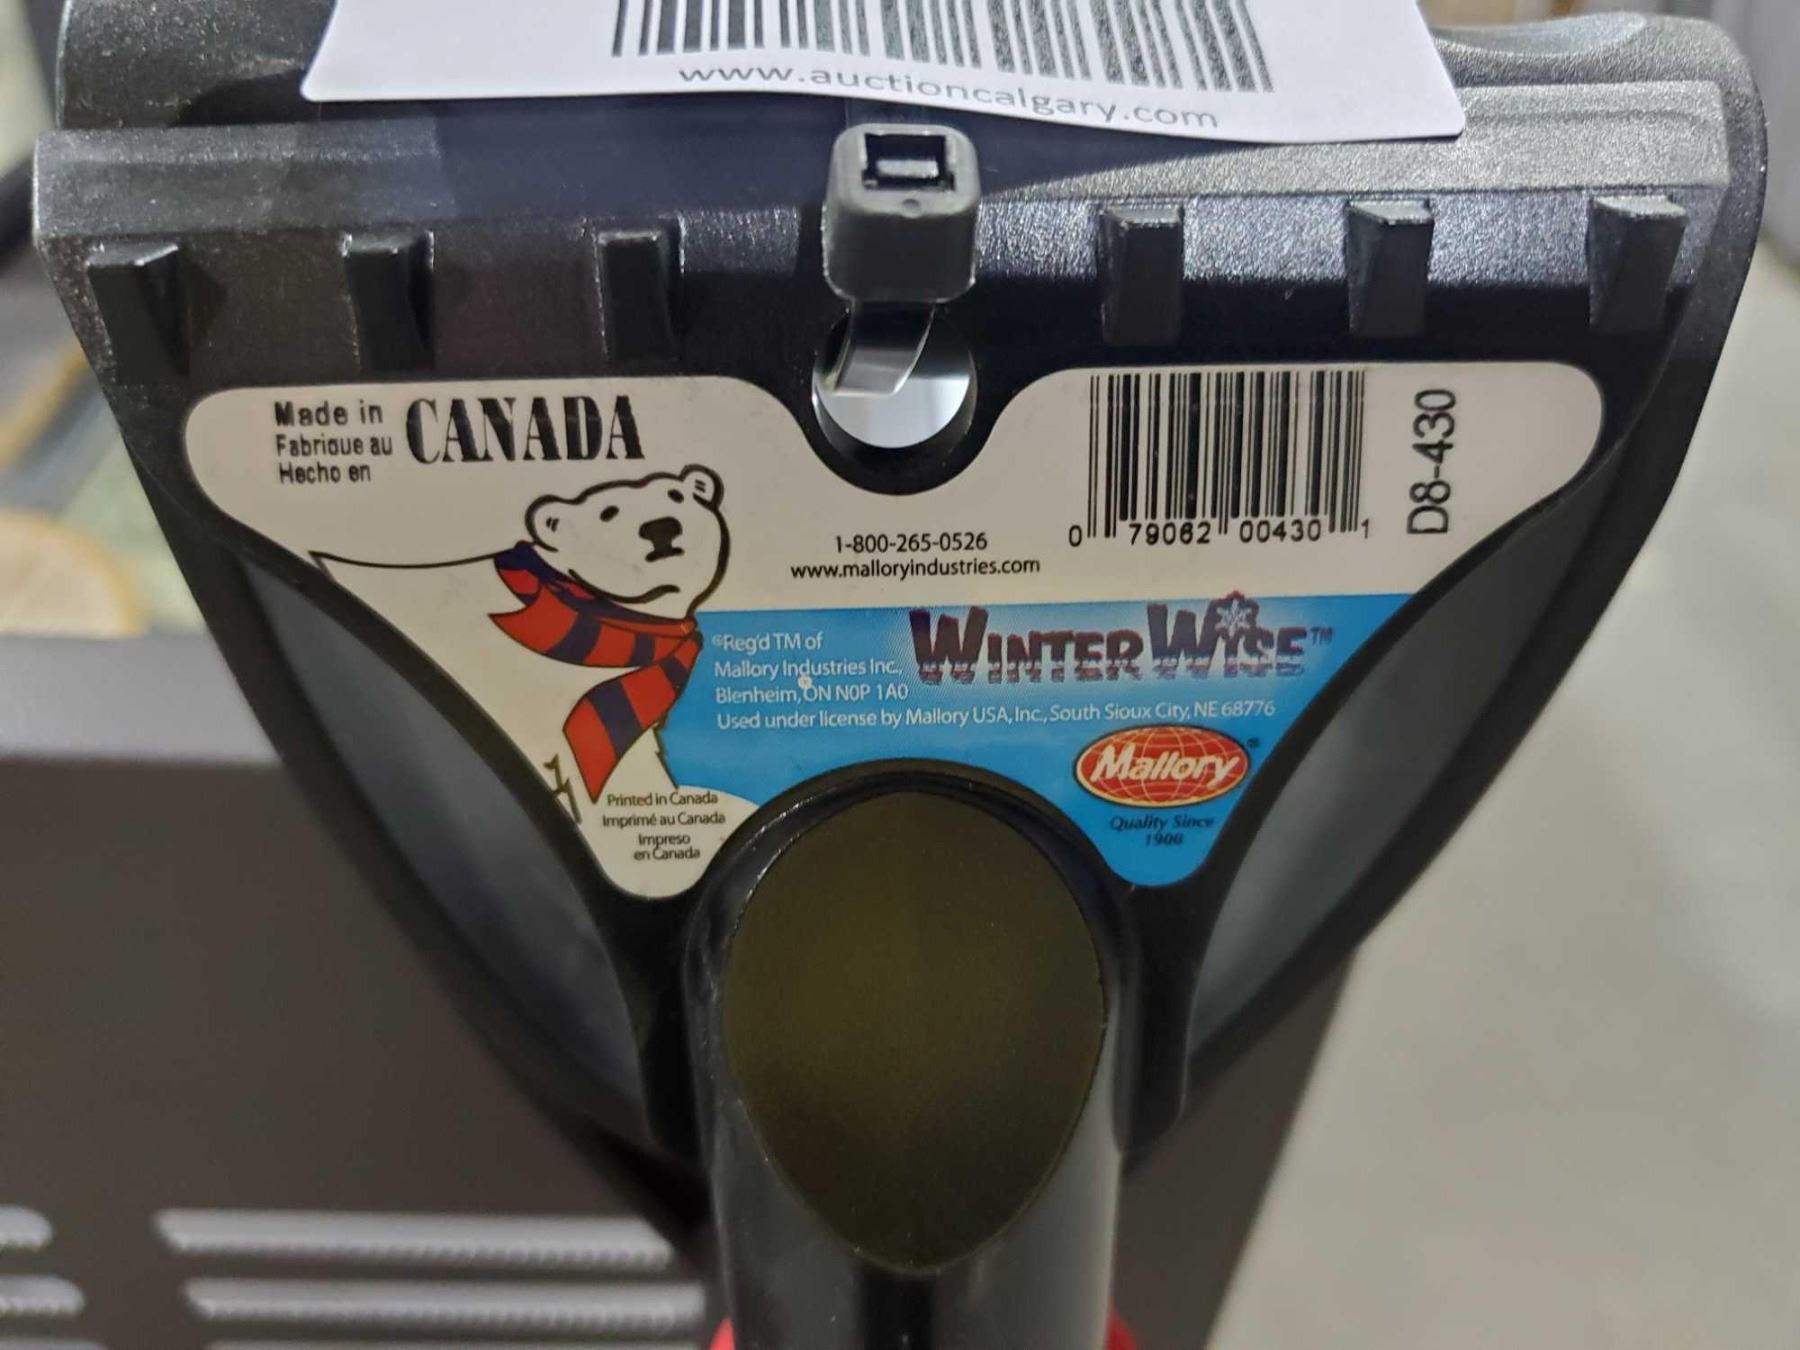 www.auctioncalgary.com
Made in
Fabrique au
Hecho en
CANADA
1-800-265-0526
www.malloryindustries.com
0 79062 00430 1
D8-430
®Reg'd TM of
Mallory Industries Inc.,
Blenheim, ON N0P 1A0
Used under license by Mallory USA, Inc., South Sioux City, NE 68776
WINTER WYSE™
Mallory®
Quality Since
1908
Printed in Canada
Imprimé au Canada
Impreso
en Canada